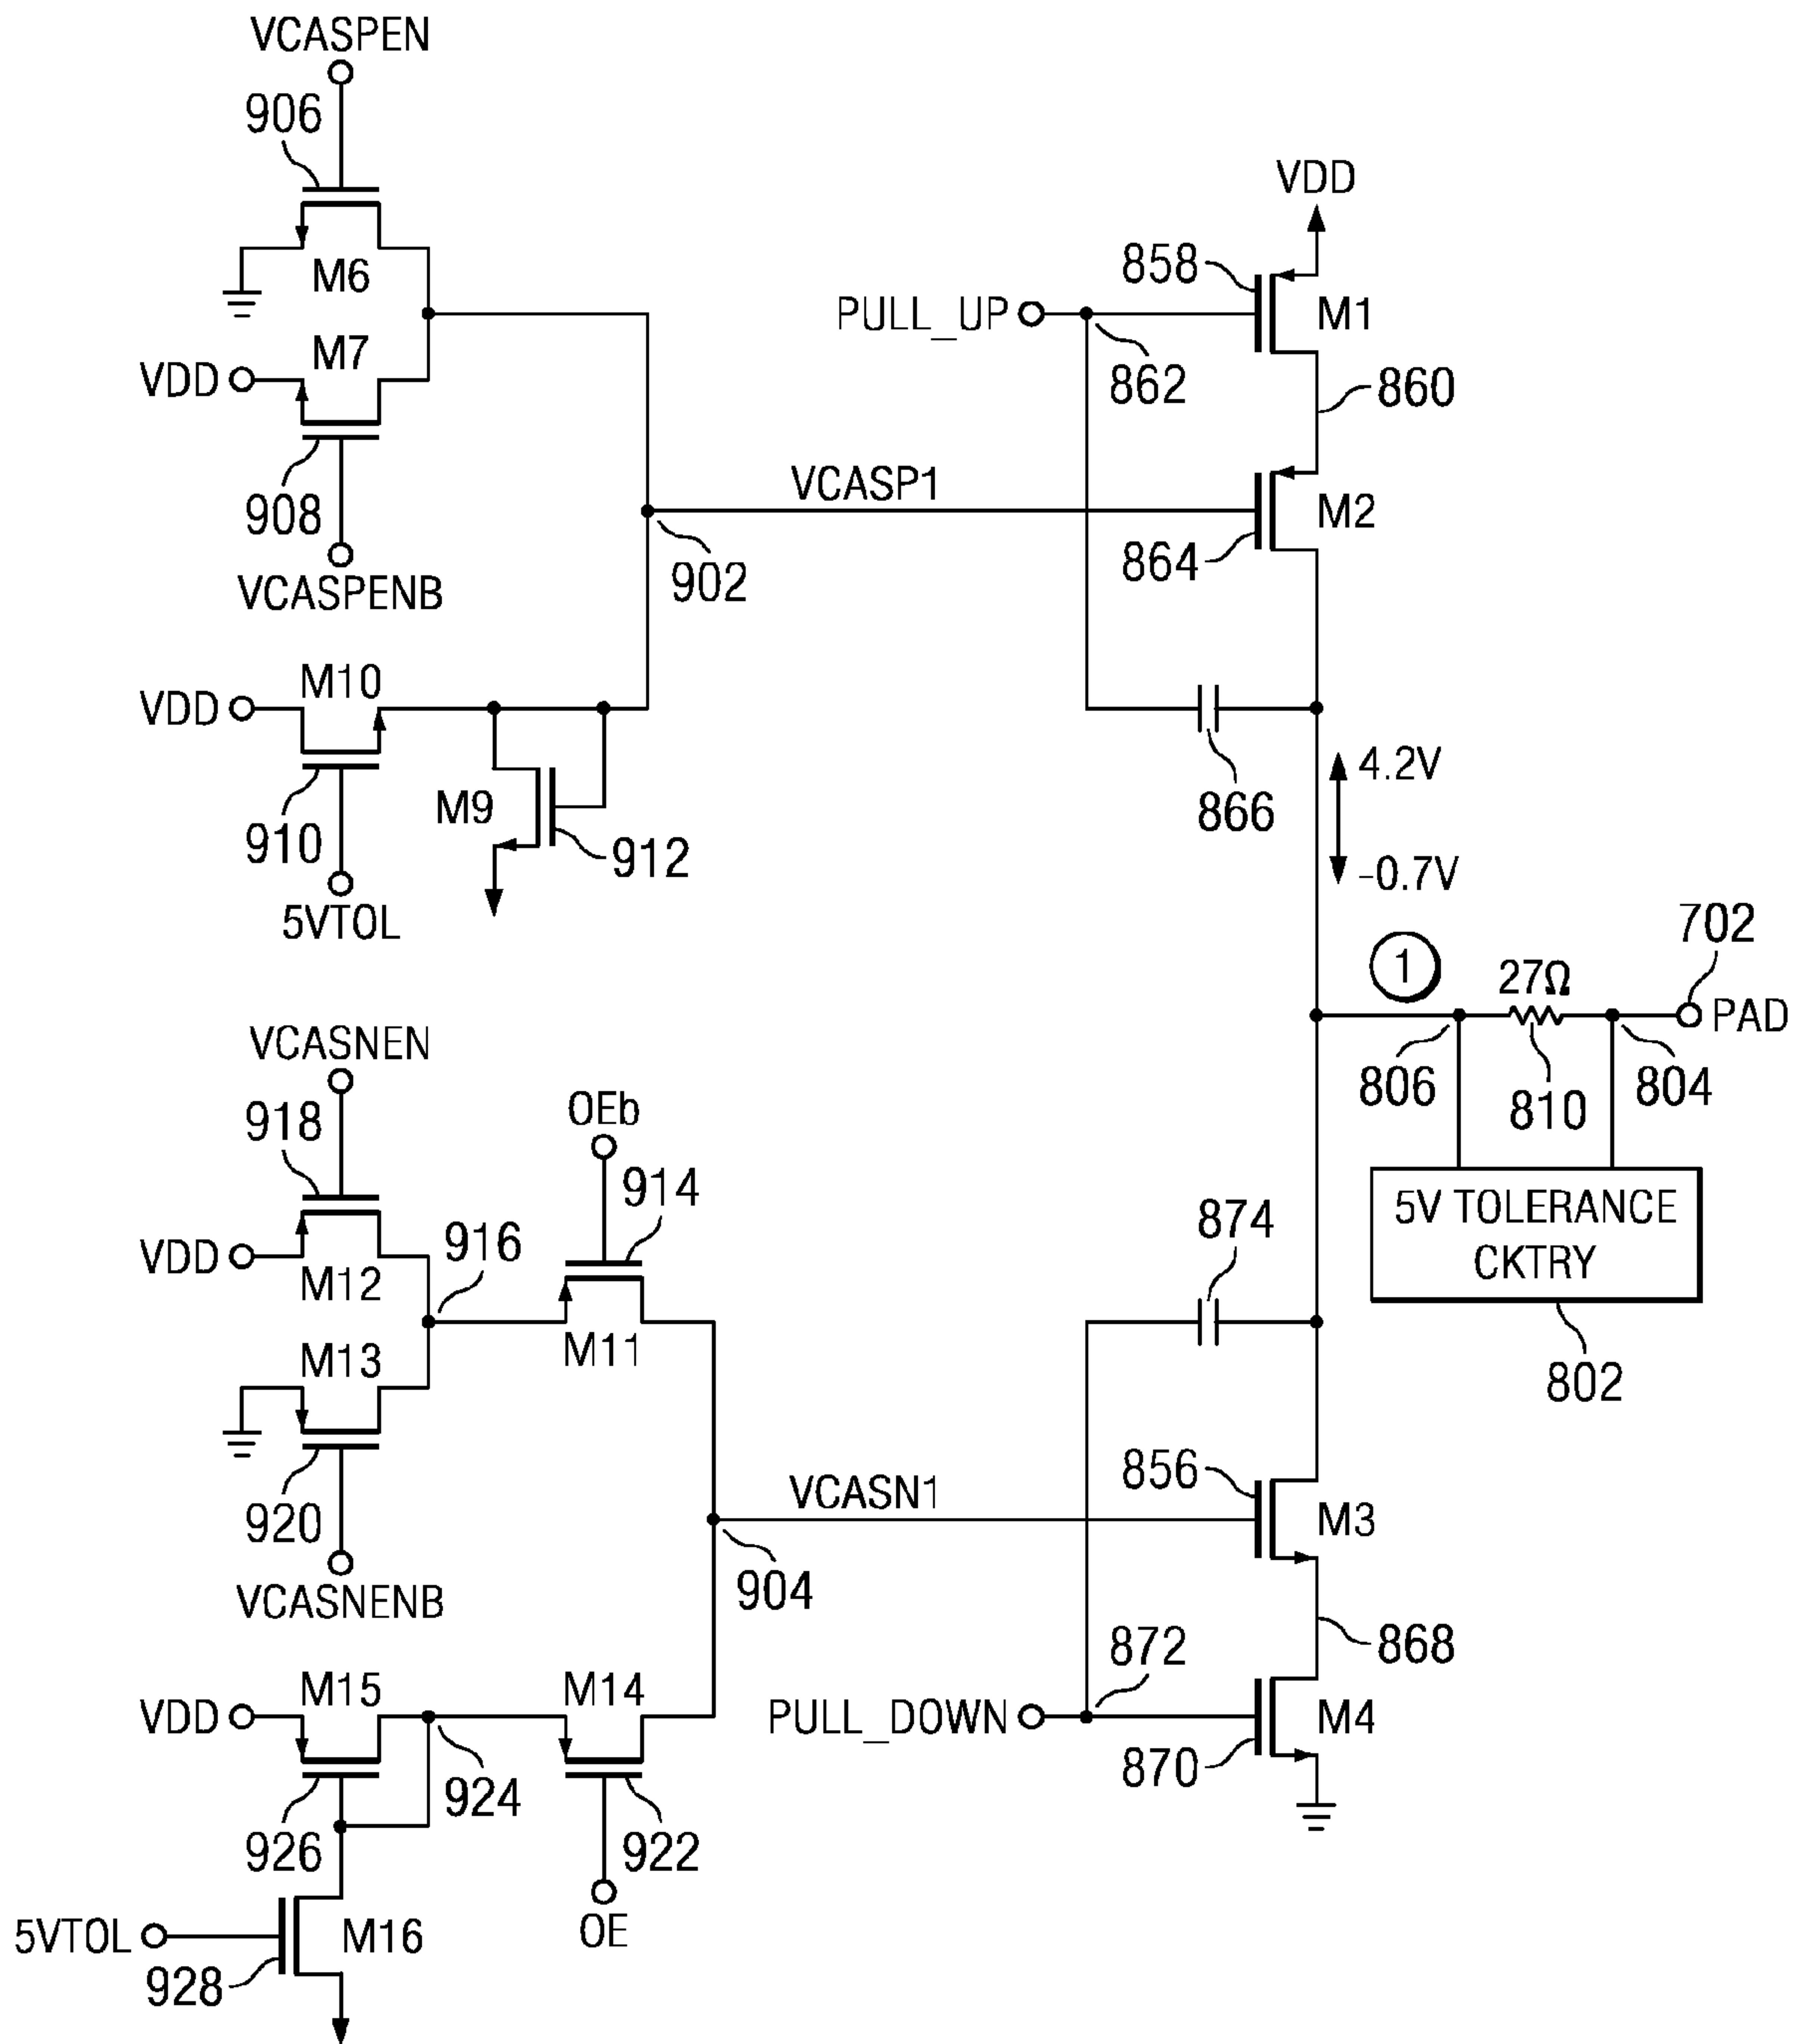 VCASPEN
906
M6
VDD
M7
908
VCASPENB
VDD
M10
910
5VTOL
M9
912
902
VCASP1
VDD
858
M1
PULL_UP
862
860
M2
864
866
4.2V
-0.7V
1
27Ω
702
PAD
806
810
804
5V TOLERANCE
CKTRY
802
VCASNEN
918
VDD
M12
916
OEb
914
M11
M13
920
VCASNENB
874
VCASN1
904
856
M3
868
872
PULL_DOWN
M4
870
VDD
M15
926
924
M14
922
OE
5VTOL
M16
928